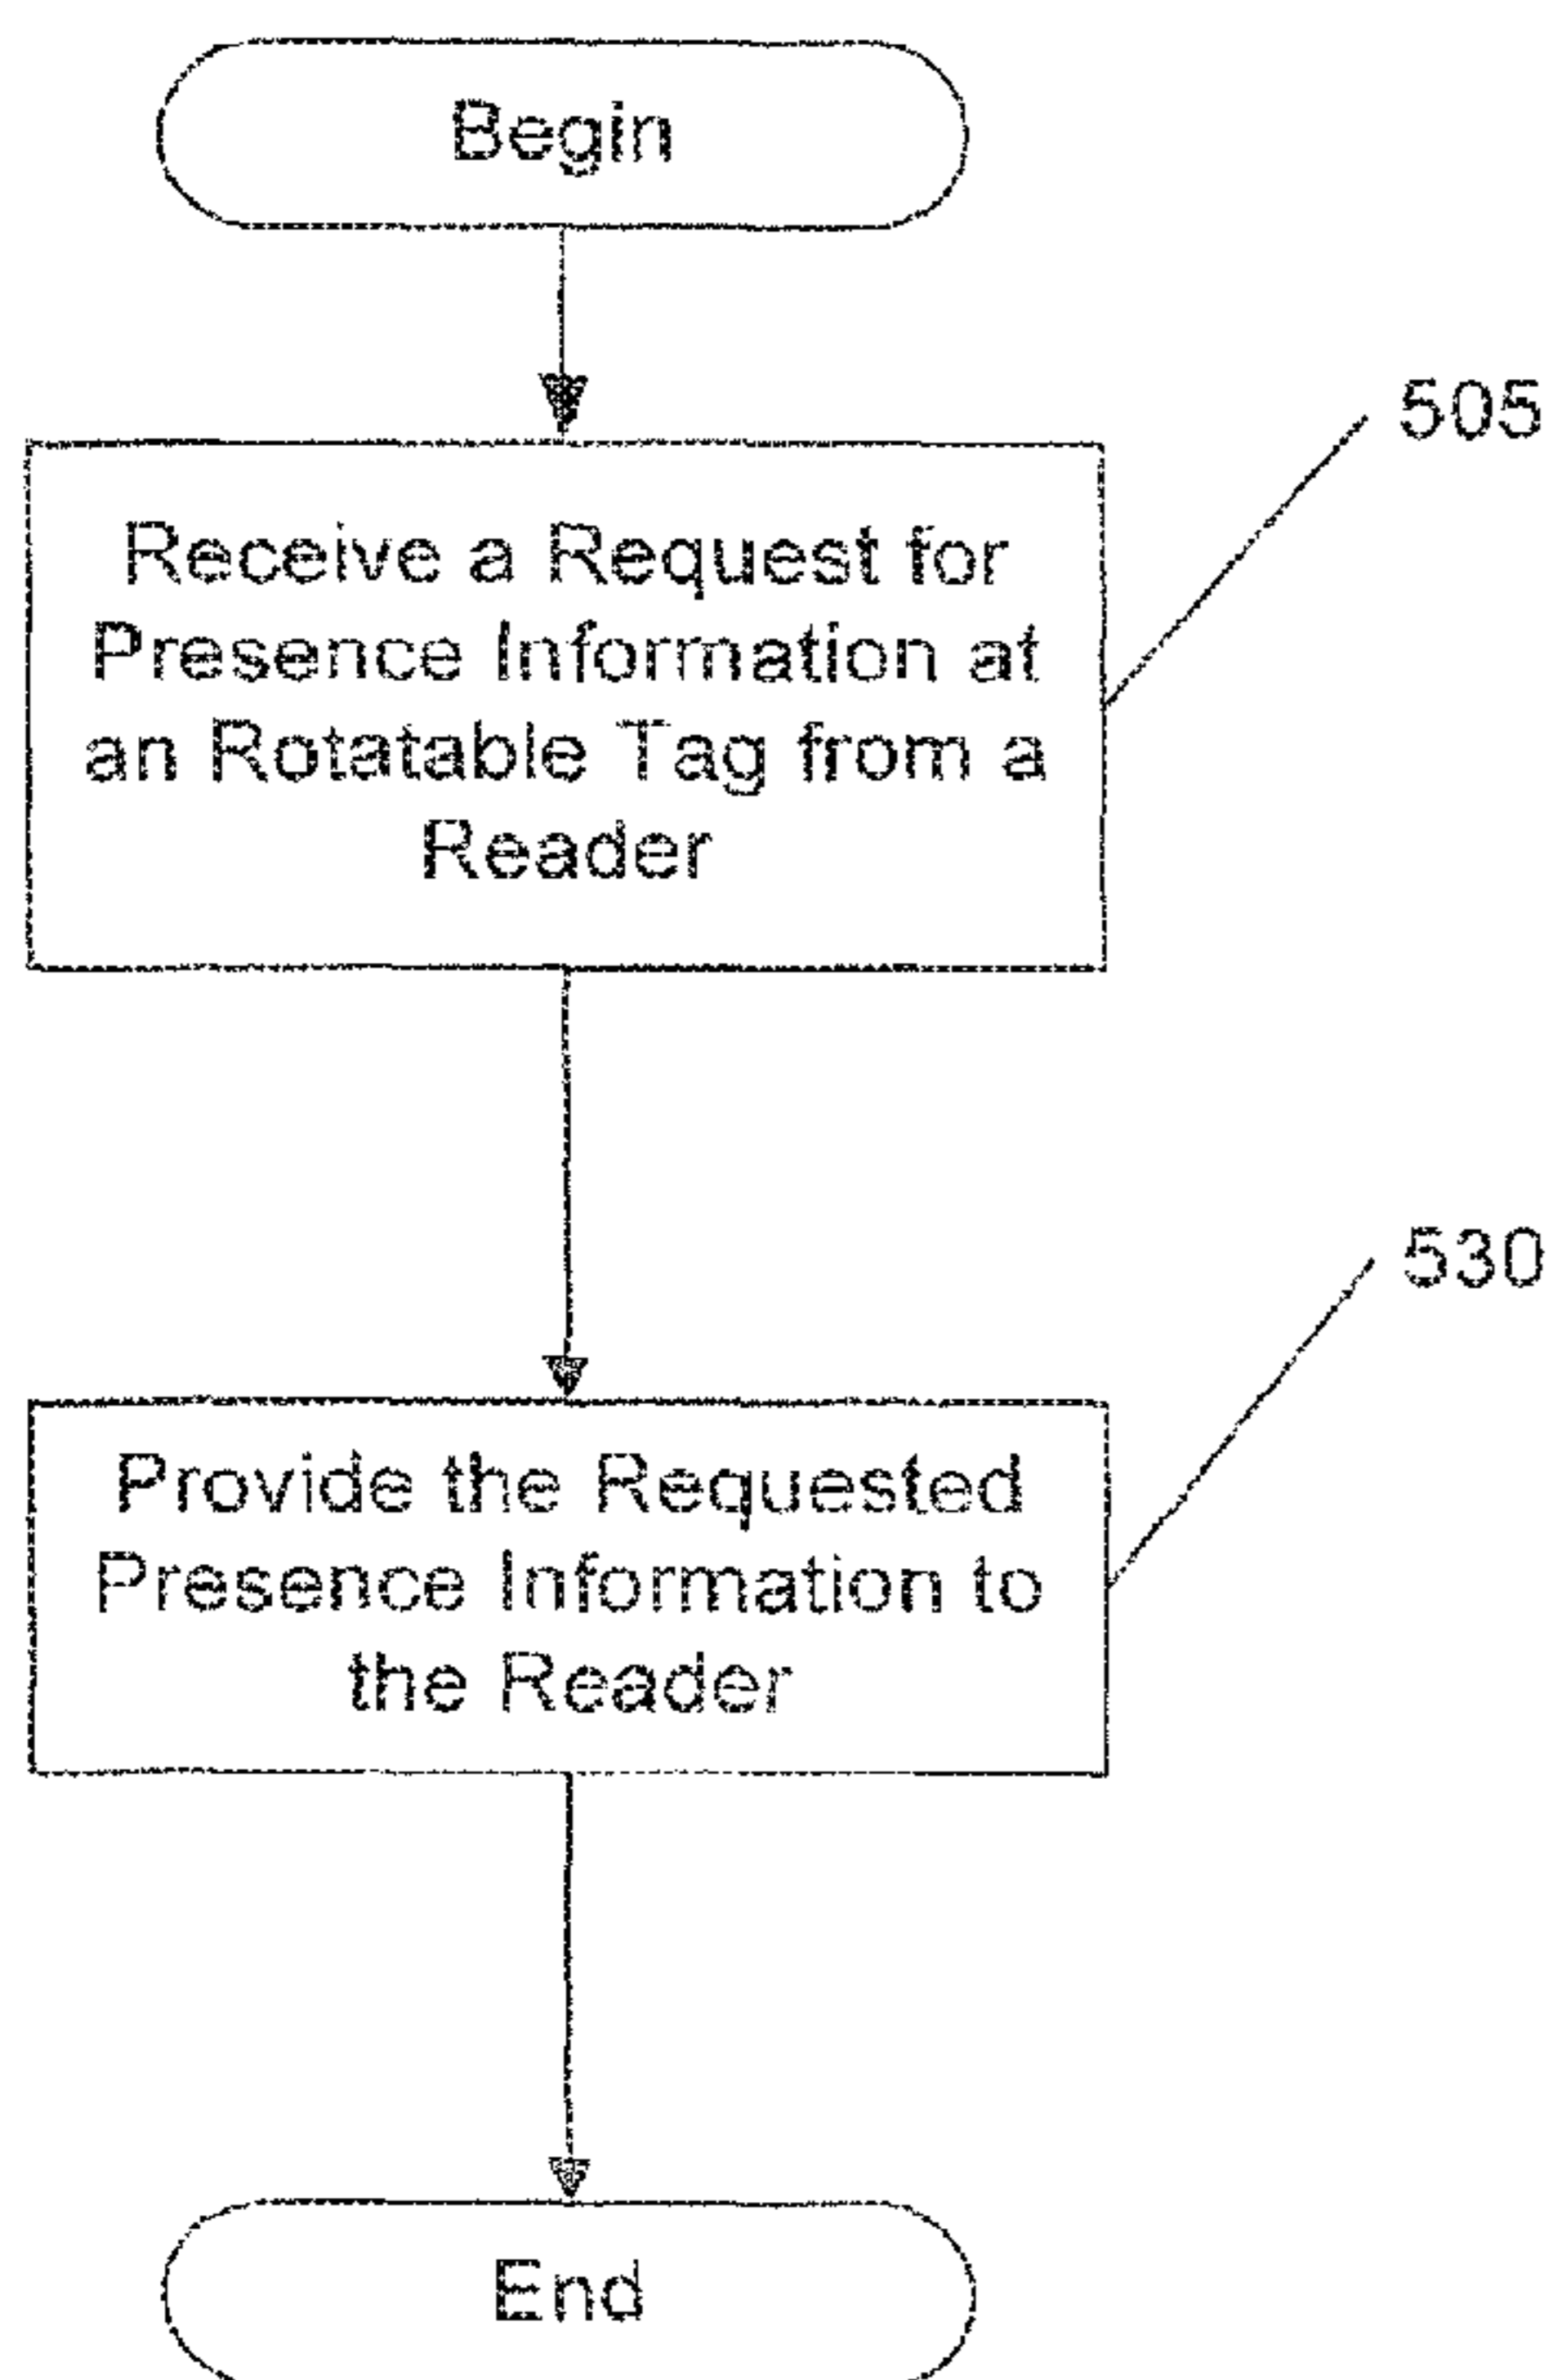 Begin
505
Receive a Request for
Presence Information at
an Rotatable Tag from a
Reader
530
Provide the Requested
Presence Information to
the Reader
End